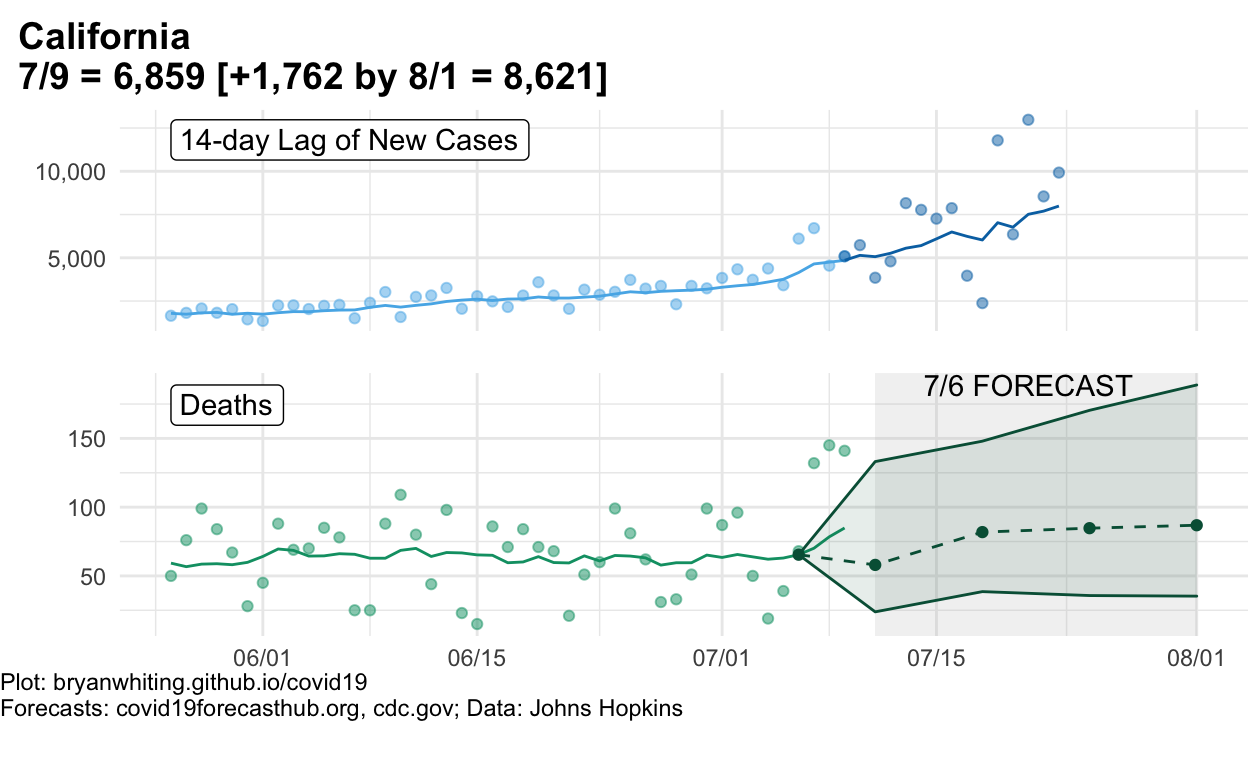 California
7/9 = 6,859 [+1,762 by 8/1 = 8,621]
14-day Lag of New Cases
10,000
5,000
7/6 FORECAST
Deaths
150
100
50
06/01 06/15 07/01 07/15 08/01
Plot: bryanwhiting.github.io/covid19
Forecasts: covid19forecasthub.org, cdc.gov; Data: Johns Hopkins